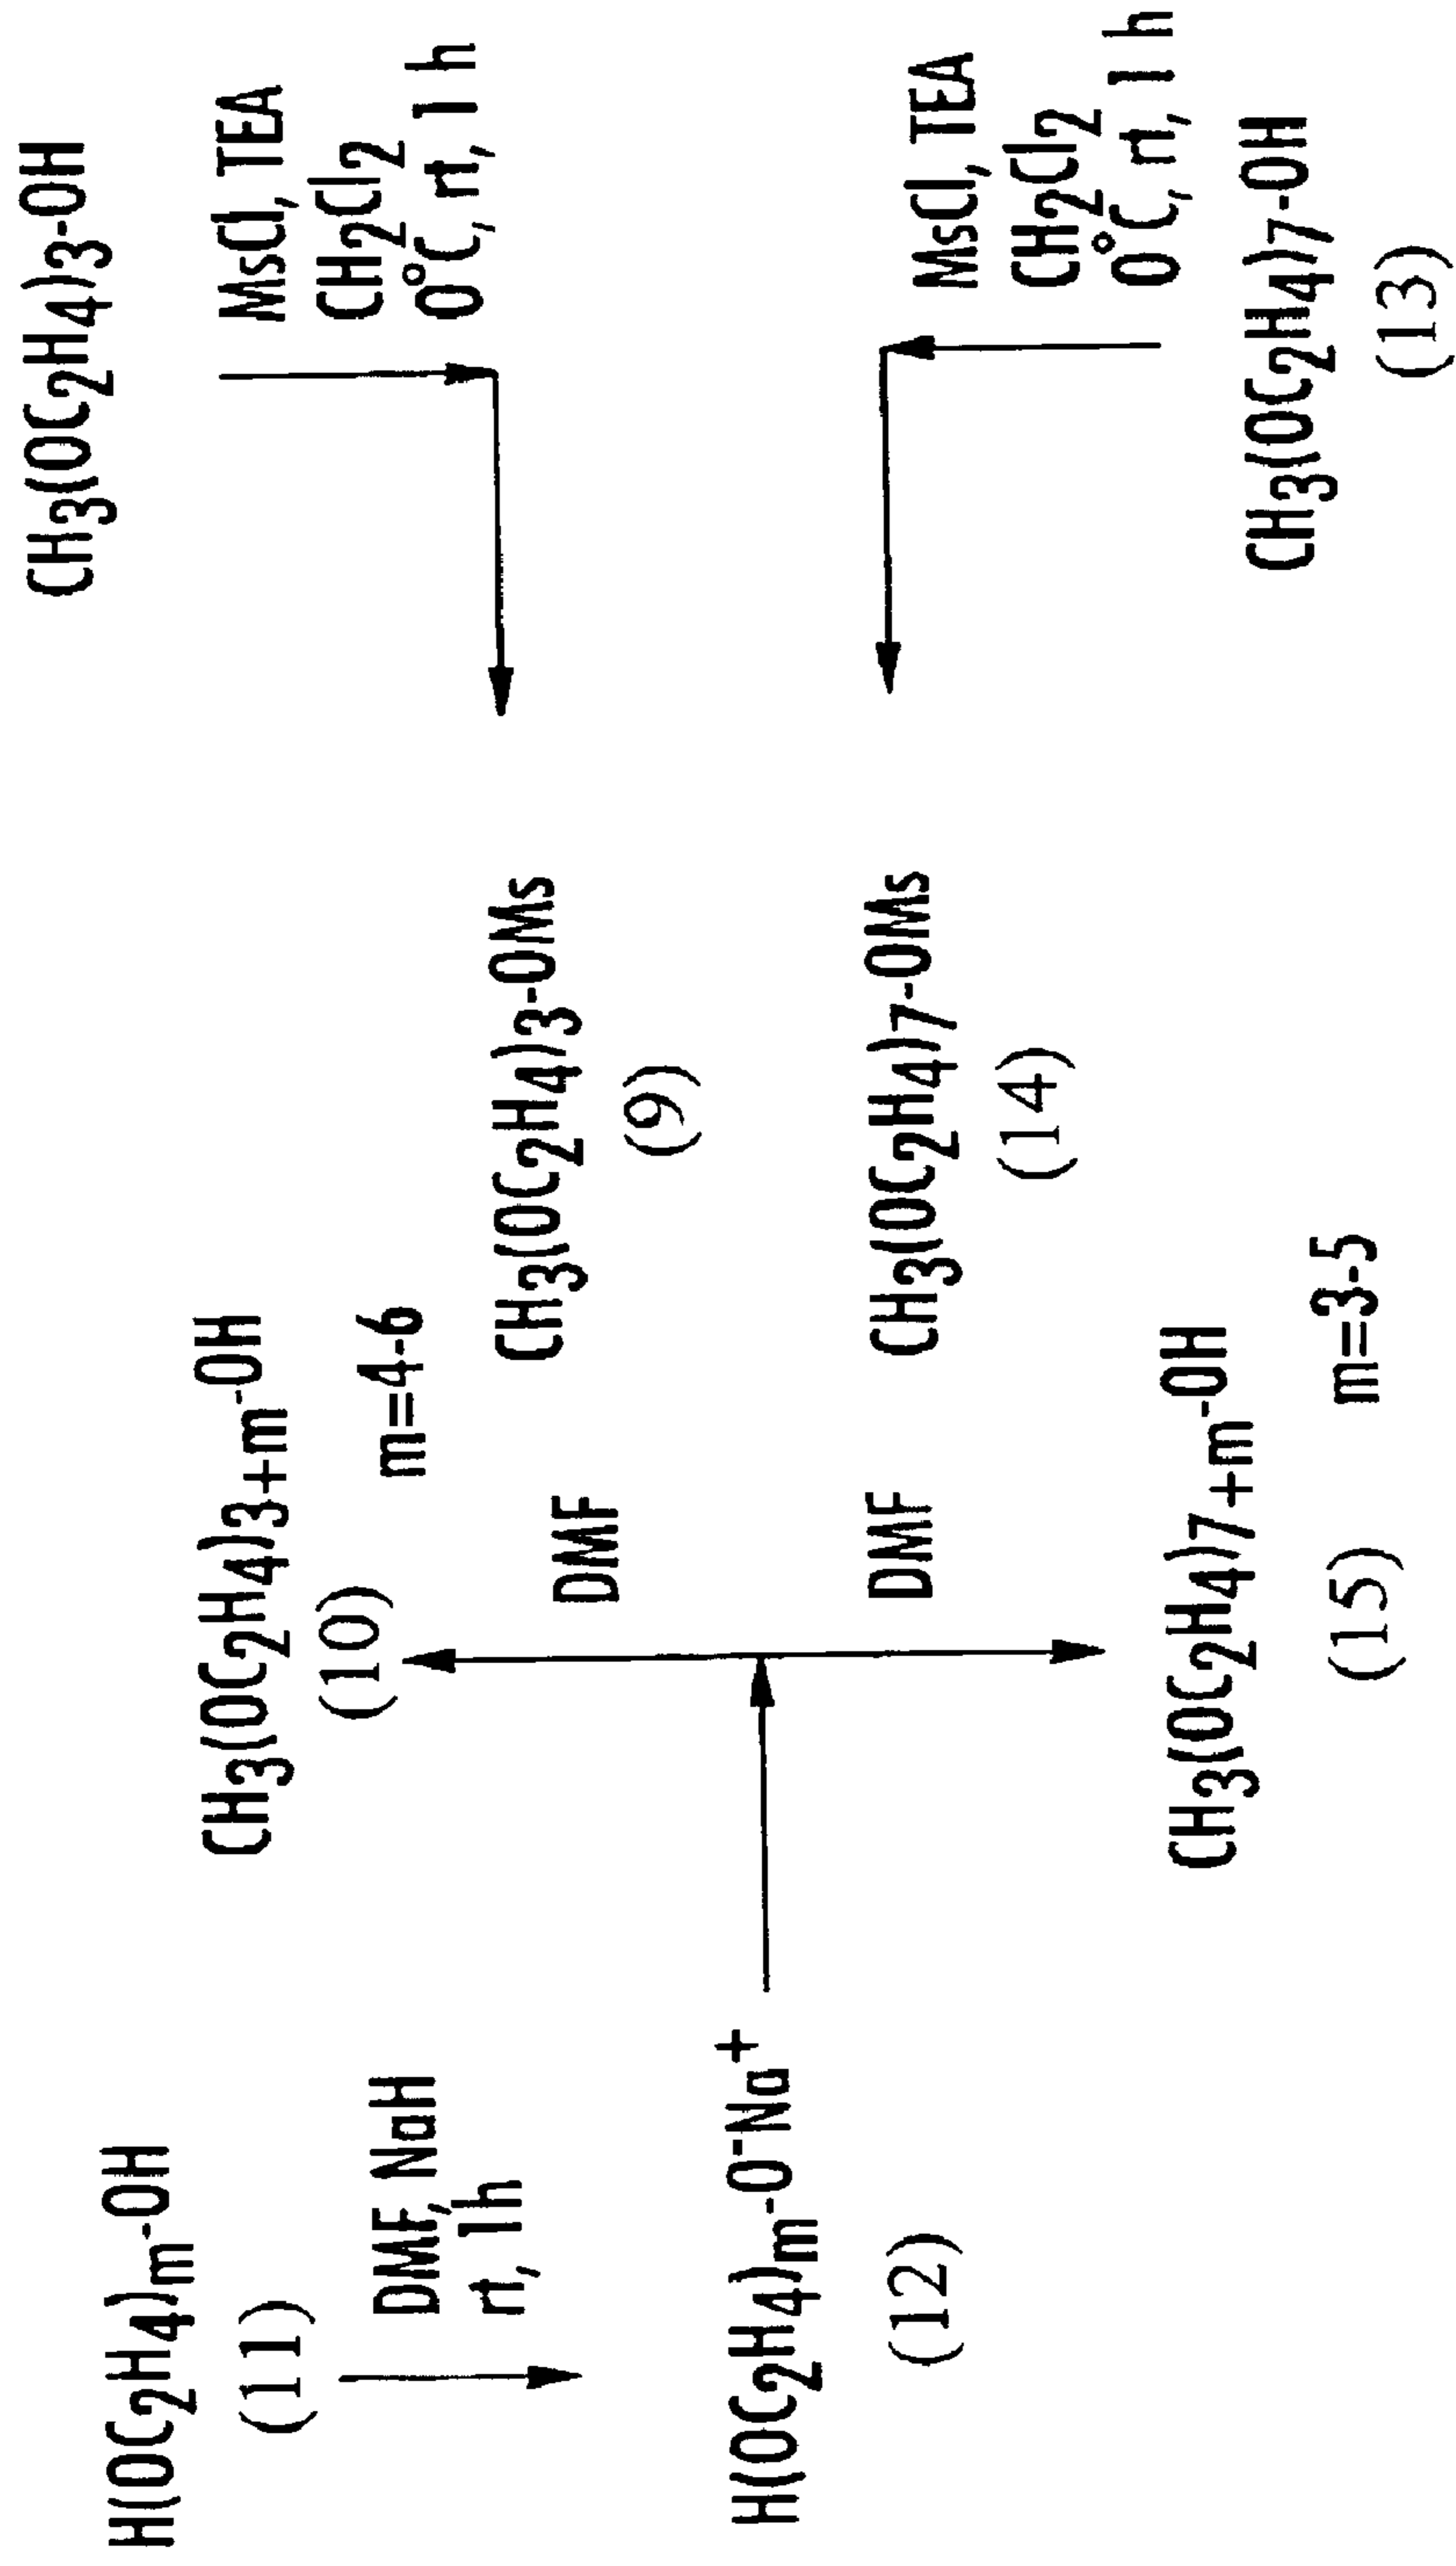 H(OC2H4)m-OH
(11)
DMF, NaH
rt, 1h
H(OC2H4)m-O-Na+
(12)
CH3(OC2H4)3+m-OH
(10)
m=4-6
DMF
DMF
CH3(OC2H4)7+m-OH
(15)
m=3-5
CH3(OC2H4)3-OMs
(9)
CH3(OC2H4)7-OMs
(14)
CH3(OC2H4)3-OH
MsCl, TEA
CH2Cl2
0°C, rt, 1 h
MsCl, TEA
CH2Cl2
0°C, rt, 1 h
CH3(OC2H4)7-OH
(13)